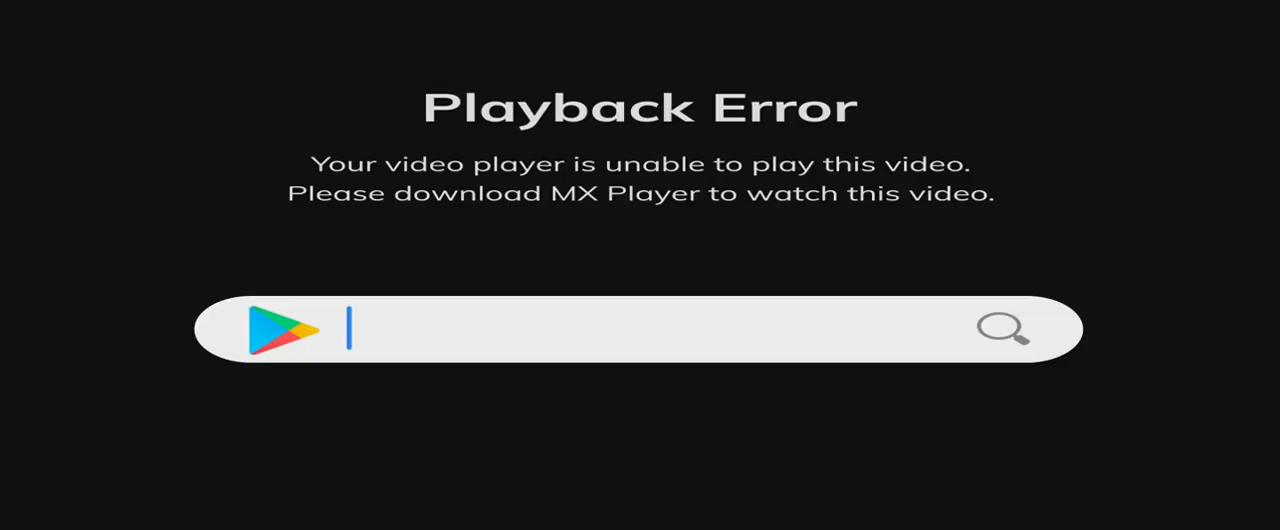 Playback Error
Your video player is unable to play this video.
Please download MX Player to watch this video.